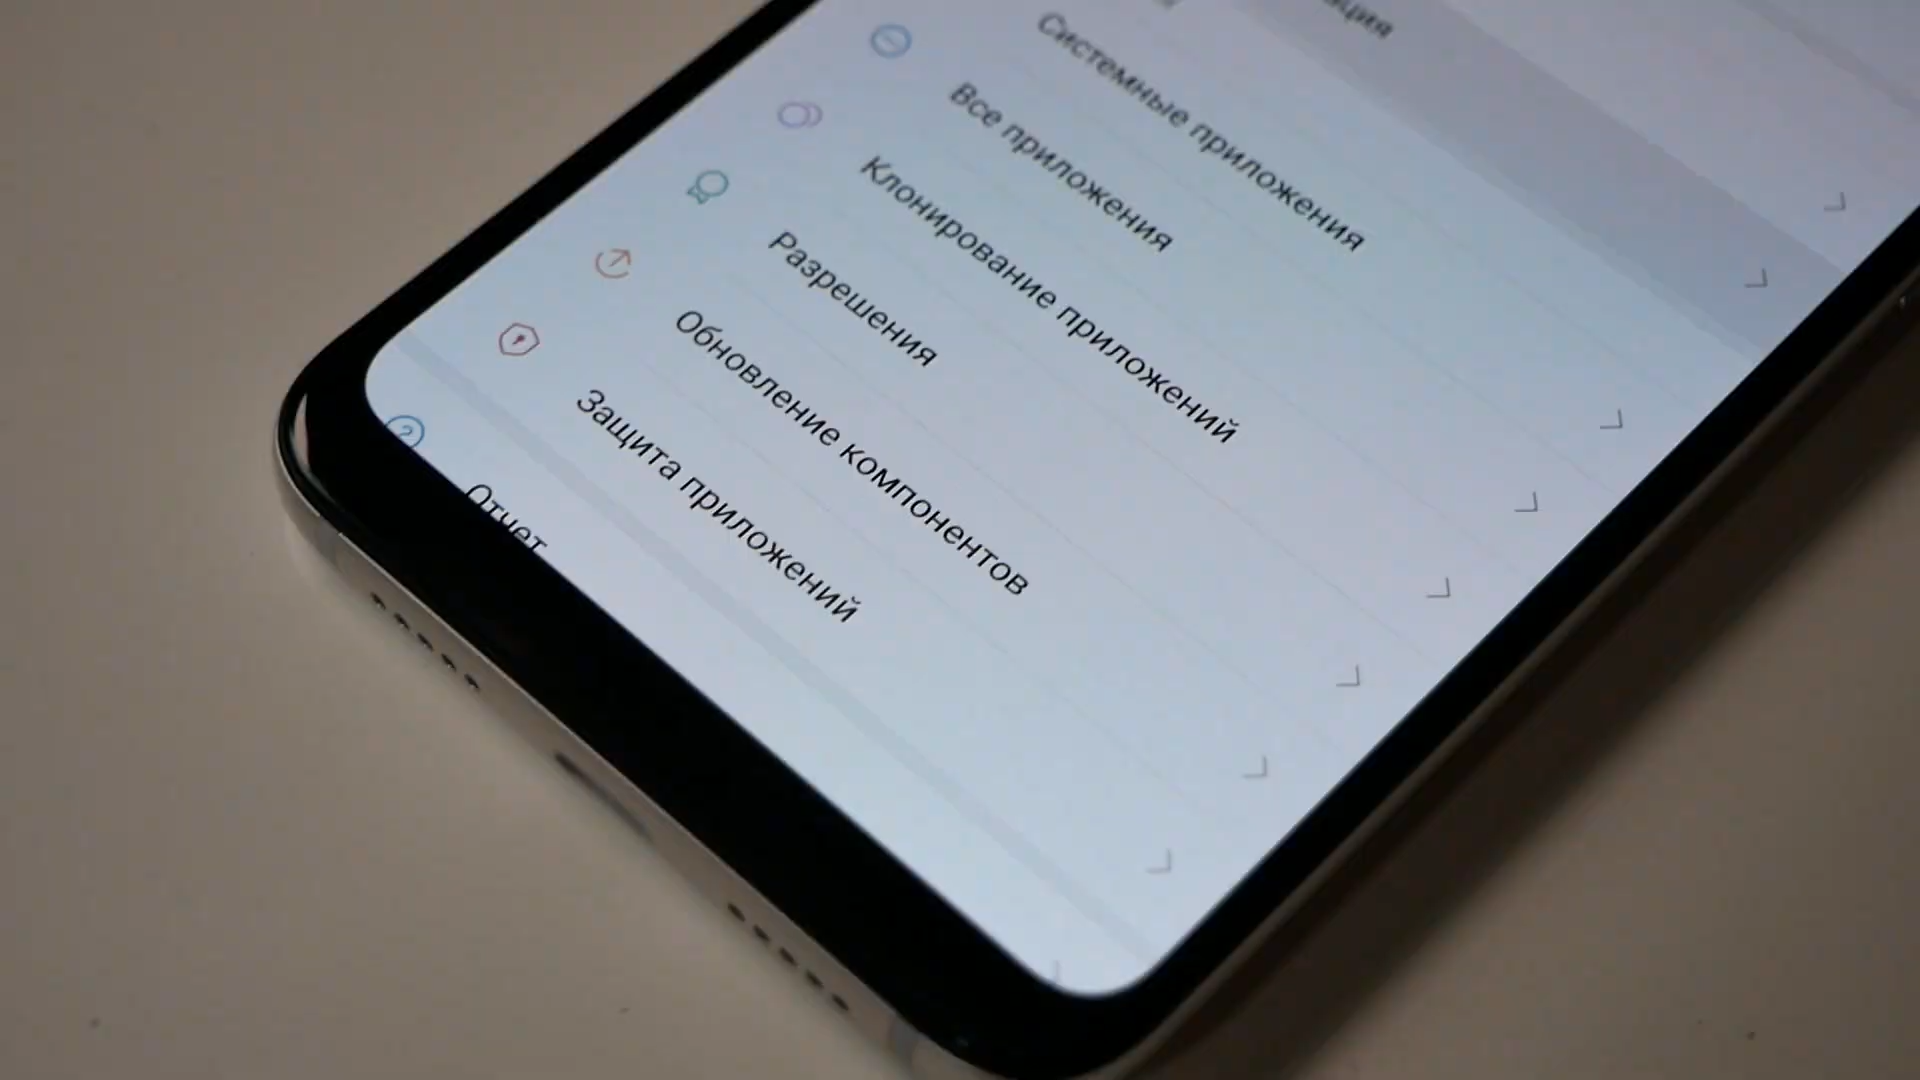 Системные приложения
Все приложения
Клонирование приложений
Разрешения
Обновление компонентов
Защита приложений
Отчет